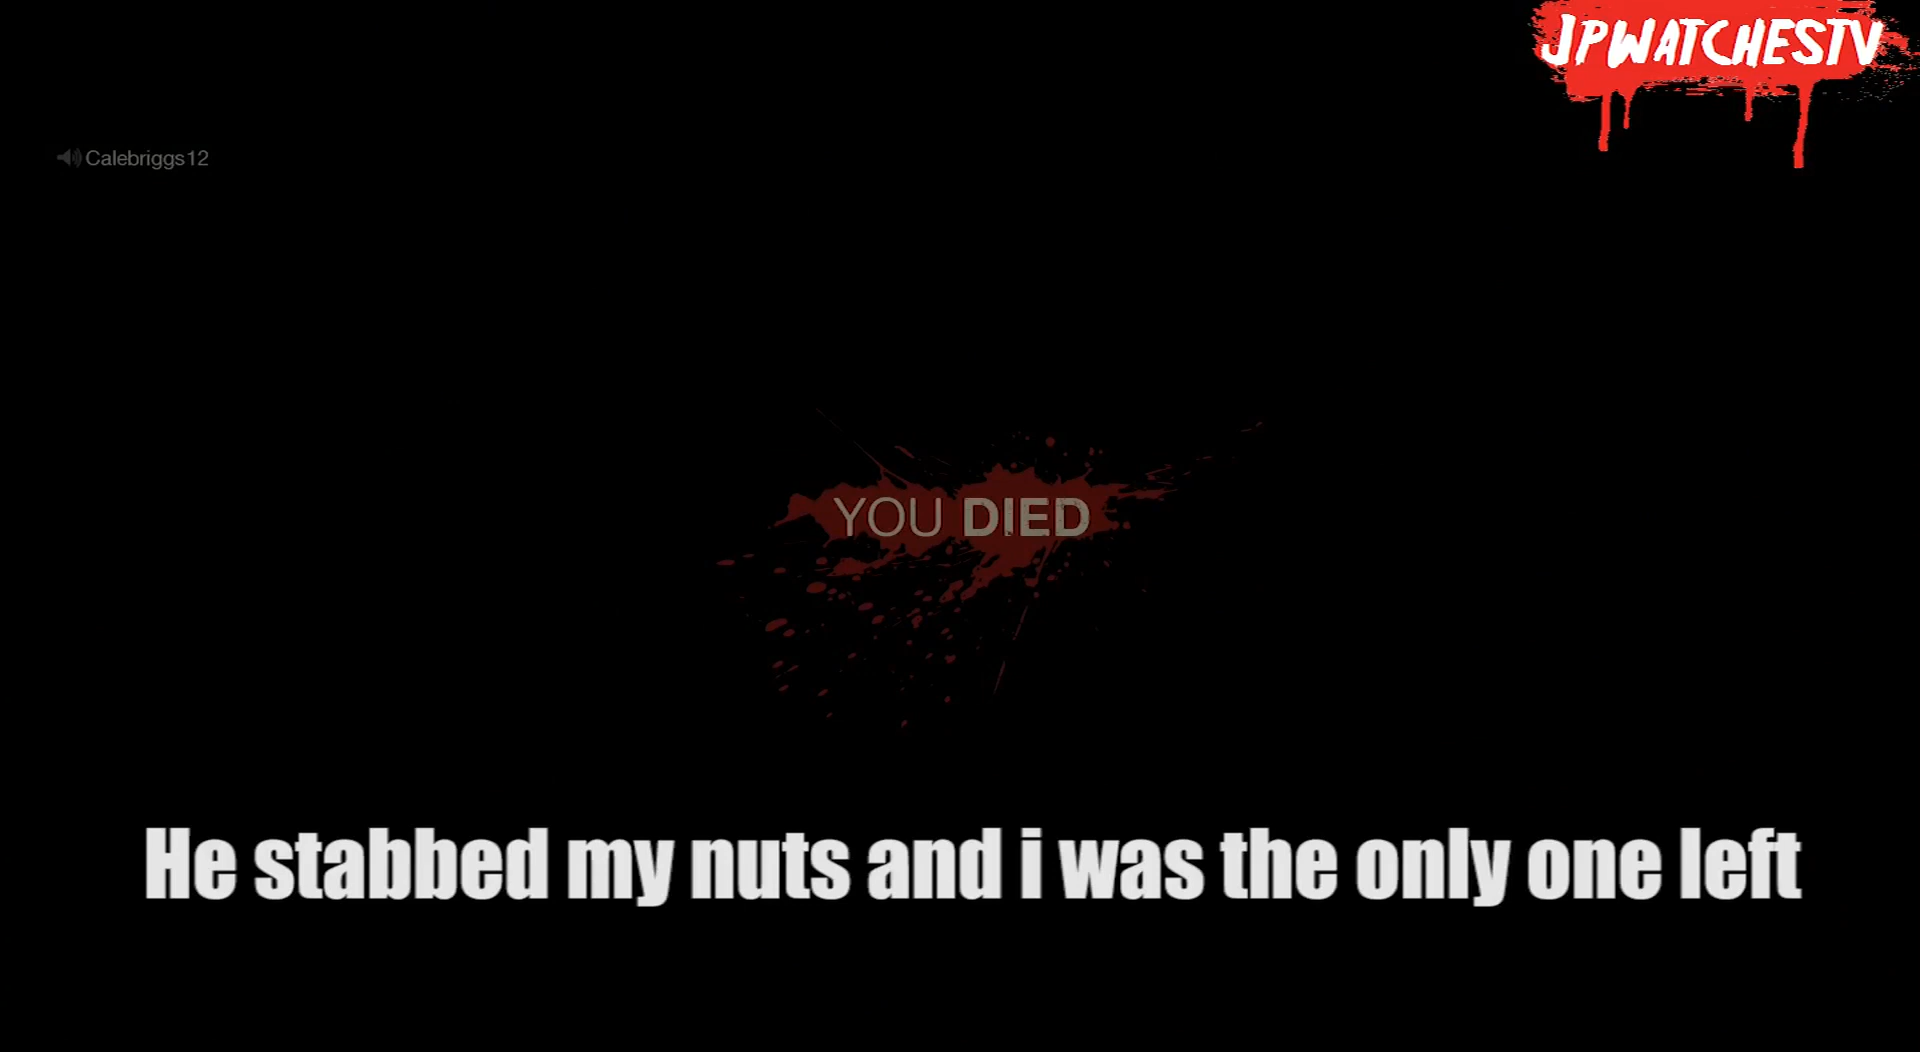 JPWATCHESTV
Calebriggs12
YOU DIED
He stabbed my nuts and i was the only one left